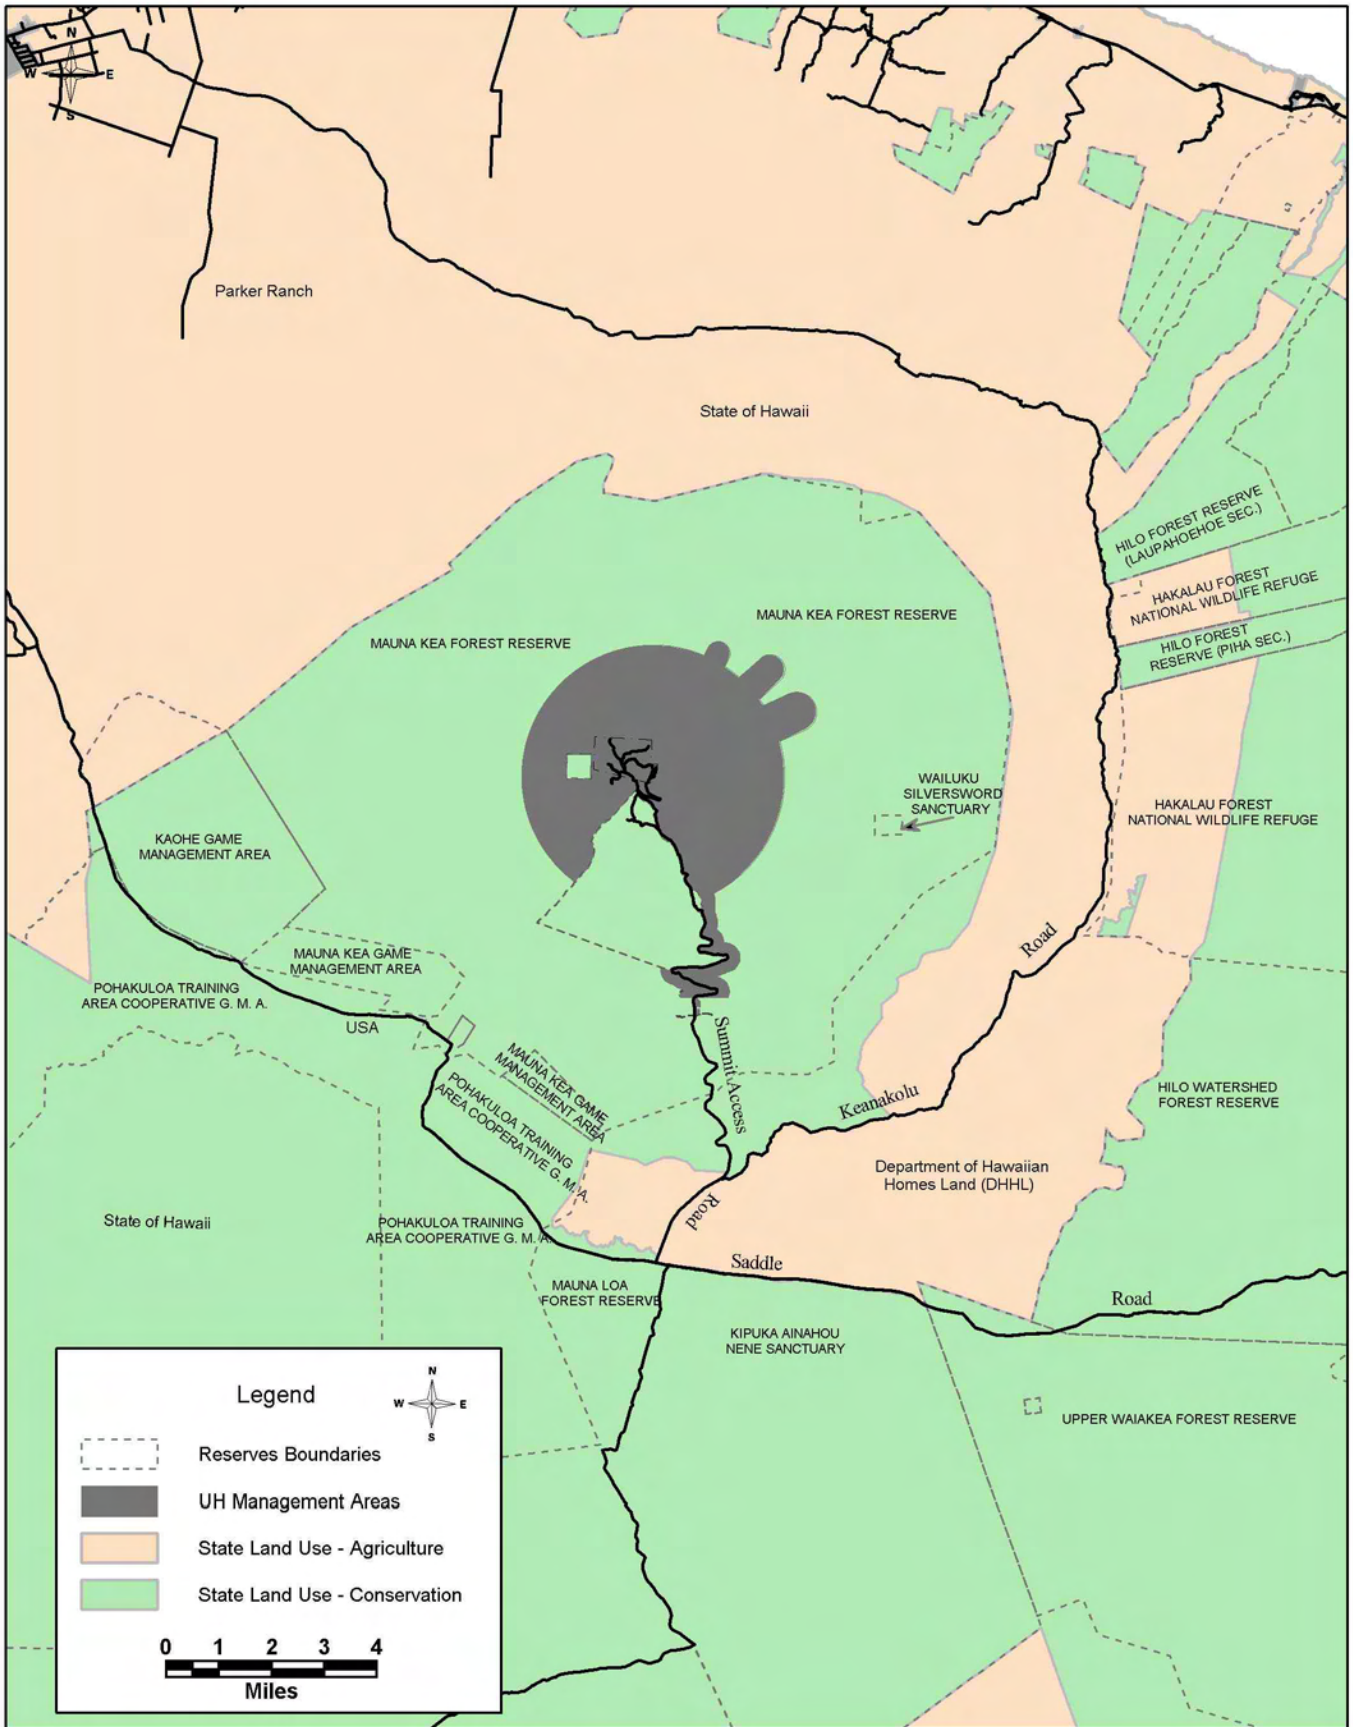 N
W E
S
Parker Ranch
State of Hawaii
HILO FOREST RESERVE
(LAUPAHOEHOE SEC.)
HAKALAU FOREST
NATIONAL WILDLIFE REFUGE
HILO FOREST
RESERVE (PIHA SEC.)
MAUNA KEA FOREST RESERVE
MAUNA KEA FOREST RESERVE
WAILUKU
SILVERSWORD
SANCTUARY
HAKALAU FOREST
NATIONAL WILDLIFE REFUGE
KAOHE GAME
MANAGEMENT AREA
MAUNA KEA GAME
MANAGEMENT AREA
Road
POHAKULOA TRAINING
AREA COOPERATIVE G. M. A.
USA
Summit Access
MAUNA KEA GAME
MANAGEMENT AREA
POHAKULOA TRAINING
AREA COOPERATIVE G. M. A.
Keanakolu
HILO WATERSHED
FOREST RESERVE
Department of Hawaiian
Homes Land (DHHL)
Road
State of Hawaii
POHAKULOA TRAINING
AREA COOPERATIVE G. M. A.
Saddle
MAUNA LOA
FOREST RESERVE
Road
KIPUKA AINAHOU
NENE SANCTUARY
UPPER WAIAKEA FOREST RESERVE
Legend
N
W E
S
Reserves Boundaries
UH Management Areas
State Land Use - Agriculture
State Land Use - Conservation
0 1 2 3 4
Miles